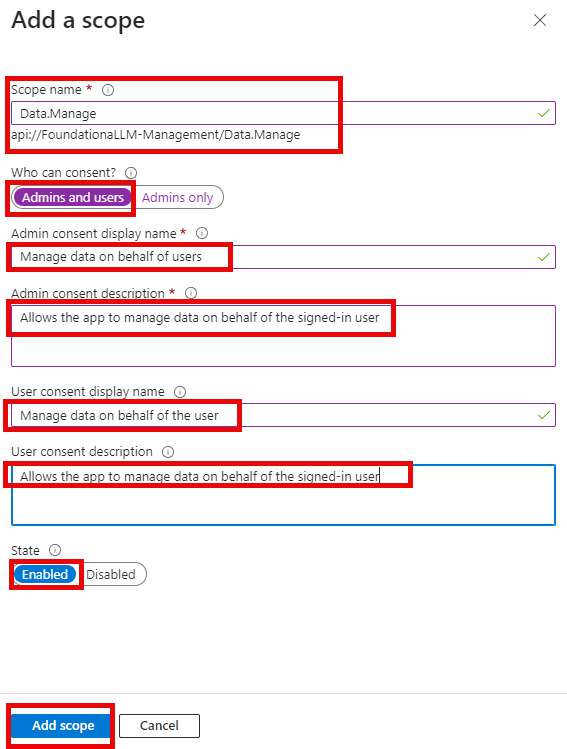 Add a scope
Scope name *
Data.Manage
api://FoundationaLLM-Management/Data.Manage
Who can consent?
Admins and users Admins only
Admin consent display name *
Manage data on behalf of users
Admin consent description *
Allows the app to manage data on behalf of the signed-in user
User consent display name
Manage data on behalf of the user
User consent description
Allows the app to manage data on behalf of the signed-in user
State
Enabled Disabled
Add scope Cancel